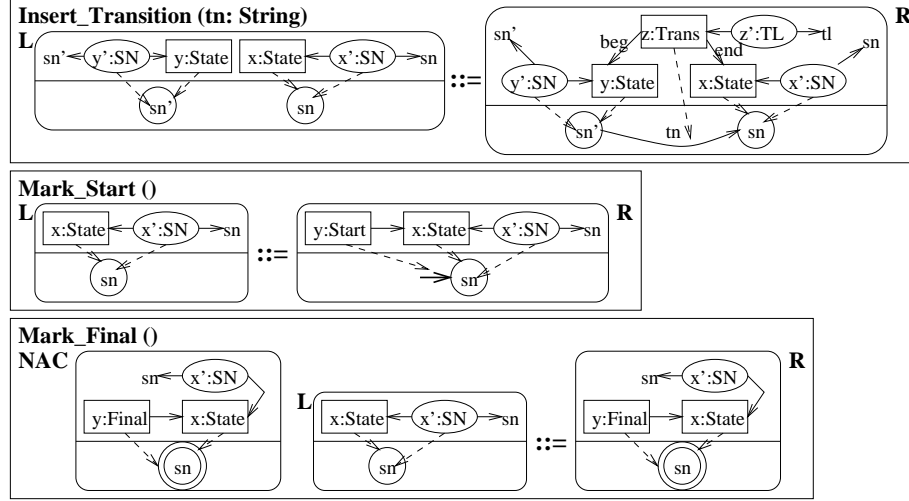 Insert_Transition (tn: String)
L
R
sn' y':SN y:State x:State x':SN sn
sn' sn
::=
sn' z:Trans z':TL tl sn
beg end
y':SN y:State x:State x':SN
sn' tn sn
Mark_Start ()
L
x:State x':SN sn
sn
::=
R
y:Start x:State x':SN sn
sn
Mark_Final ()
NAC
sn x':SN
y:Final x:State
sn
L
x:State x':SN sn
sn
::=
R
sn x':SN
y:Final x:State
sn